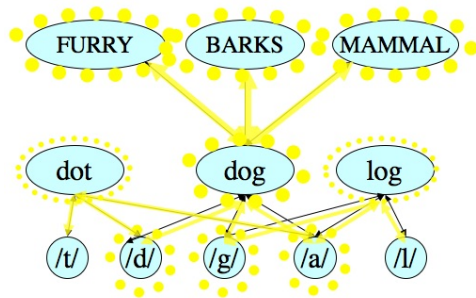 FURRY BARKS MAMMAL
dot dog log
/t/ /d/ /g/ /a/ /l/